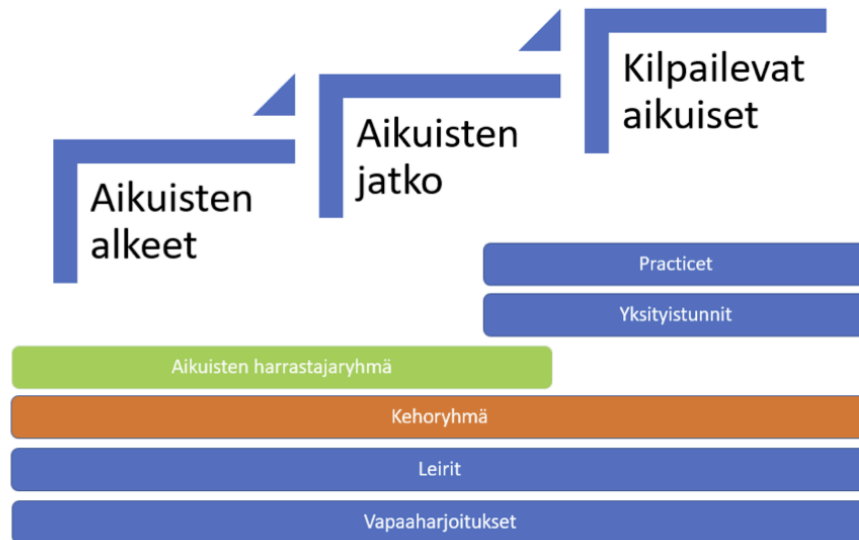 Kilpailevat
aikuiset
Aikuisten
jatko
Aikuisten
alkeet
Practicet
Yksityistunnit
Aikuisten harrastajaryhmä
Kehoryhmä
Leirit
Vapaaharjoitukset